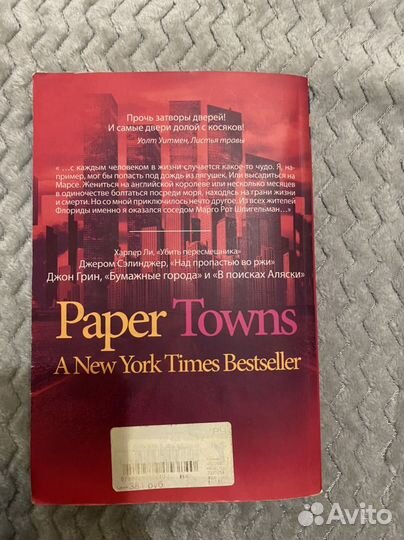 Прочь затворы дверей!
И самые двери долой с косяков!
Уолт Уитмен, Листья травы
« ...с каждым человеком в жизни случается какое-то чудо. Я, на-
пример, мог бы попасть под дождь из лягушек. Или высадиться на
Марсе. Жениться на английской королеве или несколько месяцев
в одиночестве болтаться посреди моря, находясь на грани жизни
и смерти. Но со мной приключилось нечто другое. Из всех жителей
Флориды именно я оказался соседом Марго Рот Шпигельман...»
Харпер Ли, «Убить пересмешника»
Джером Сэлинджер, «Над пропастью во ржи»
Джон Грин, «Бумажные города» и «В поисках Аляски»
Paper Towns
A New York Times Bestseller
Avito